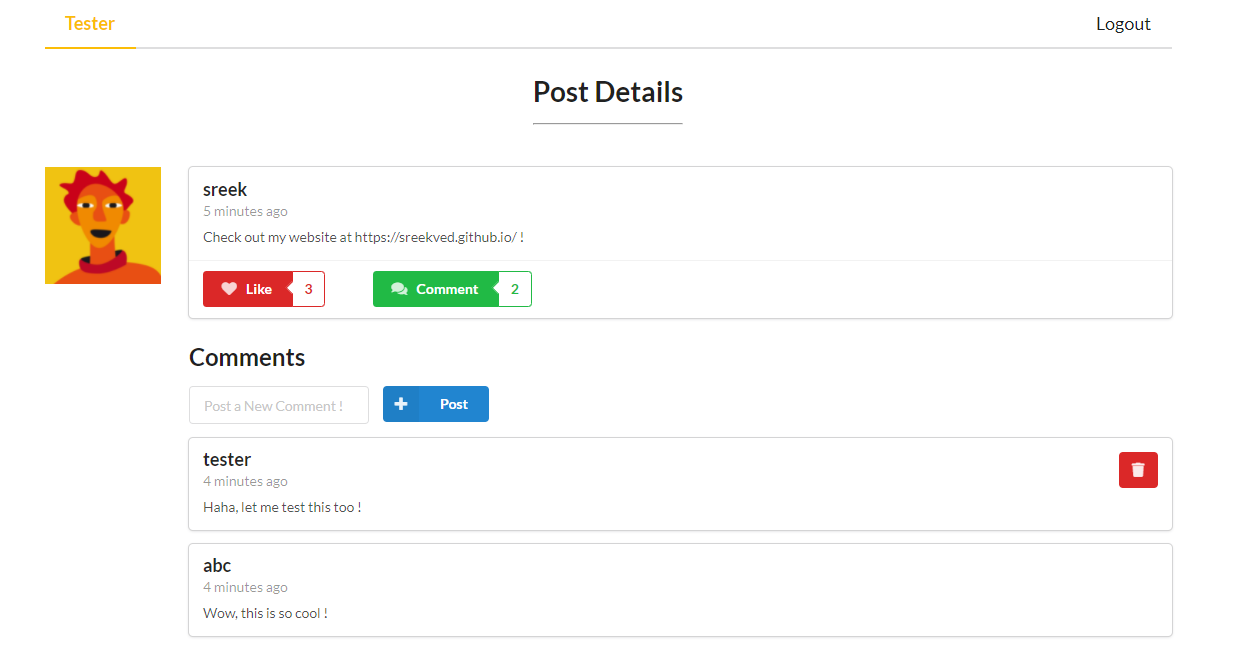 Tester
Logout
Post Details
sreek
5 minutes ago
Check out my website at https://sreekved.github.io/ !
Like 3
Comment 2
Comments
Post a New Comment !
Post
tester
4 minutes ago
Haha, let me test this too !
abc
4 minutes ago
Wow, this is so cool !